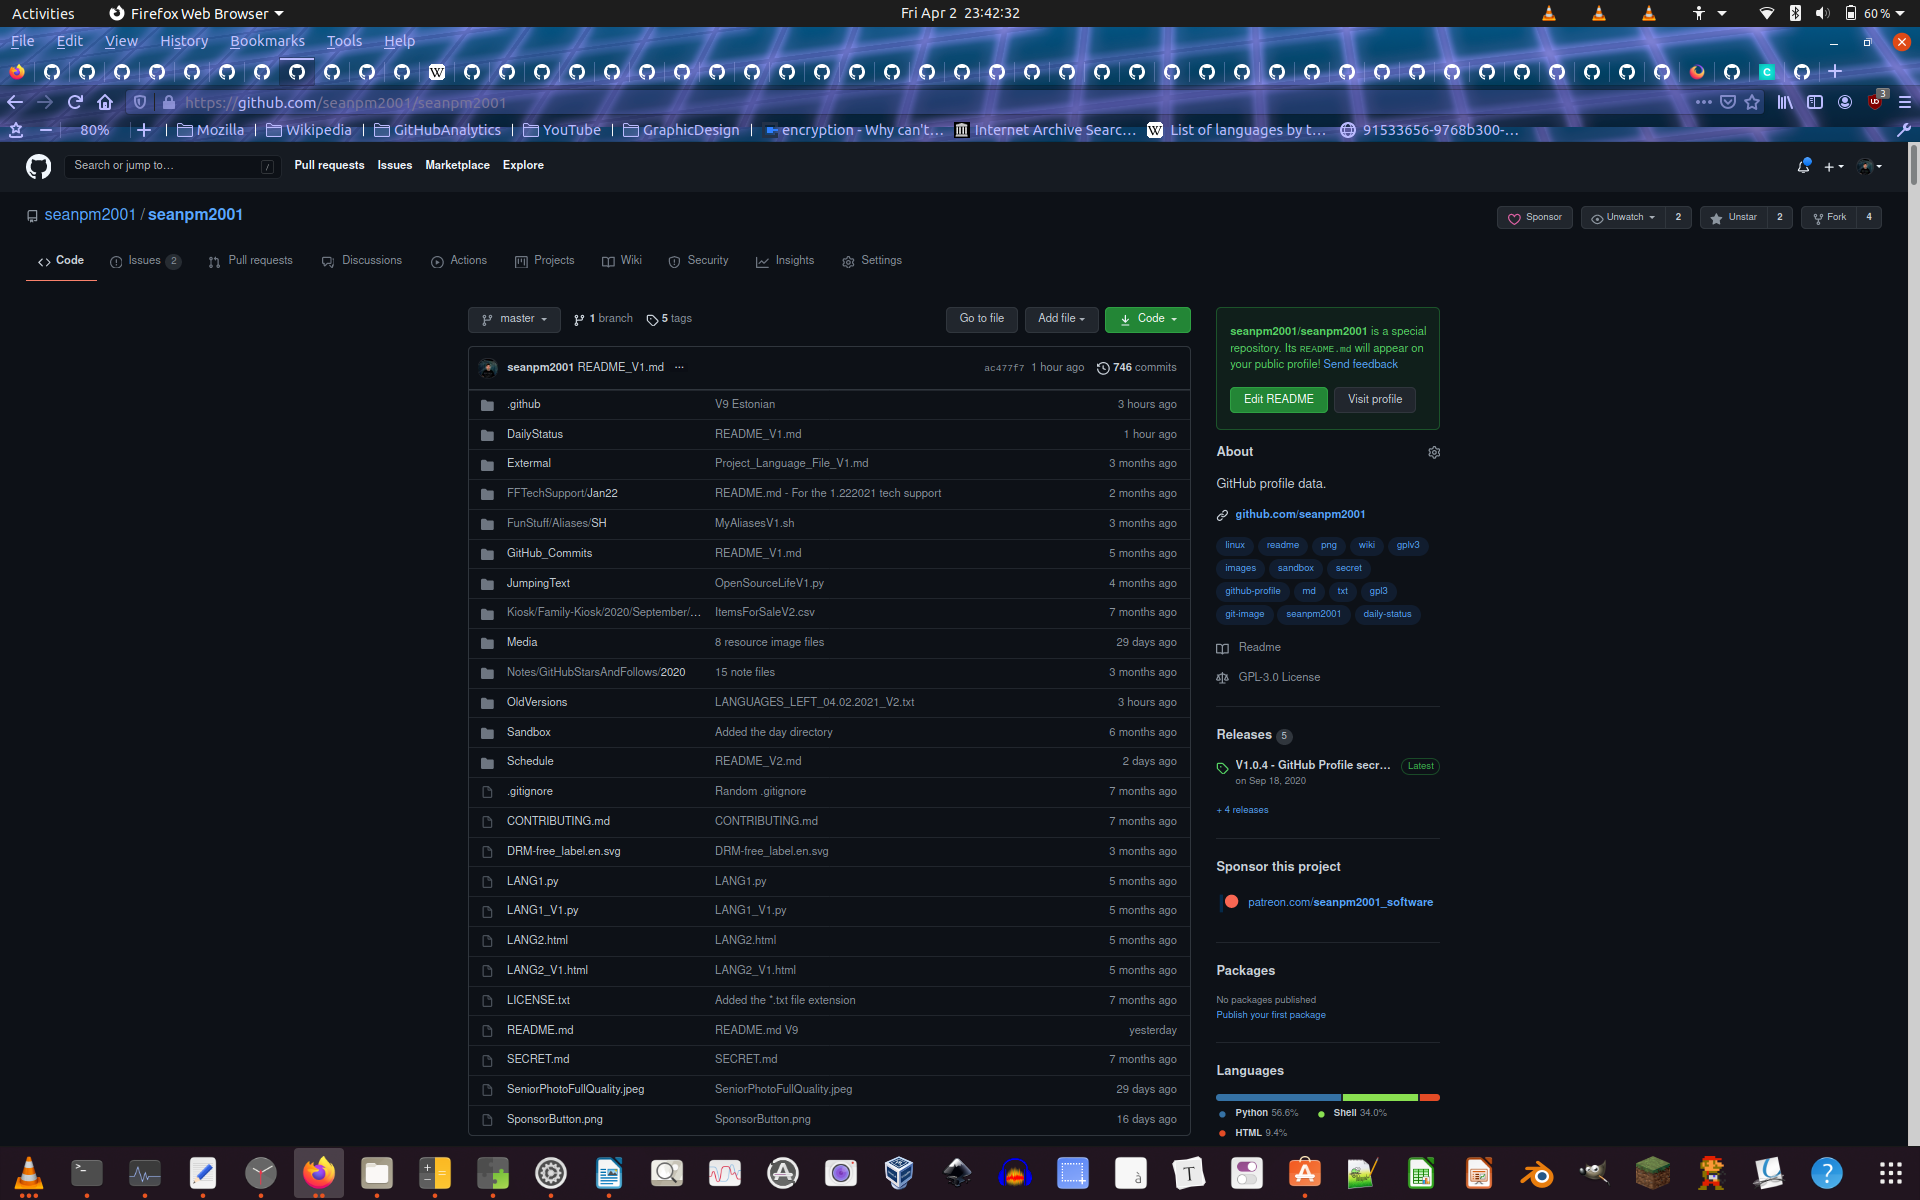 Activities
Firefox Web Browser
Fri Apr 2 23:42:32
60 %
File Edit View History Bookmarks Tools Help
https://github.com/seanpm2001/seanpm2001
3
80%
Mozilla
Wikipedia
GitHubAnalytics
YouTube
GraphicDesign
encryption - Why can't…
Internet Archive Searc…
List of languages by t…
91533656-9768b300-…
Search or jump to…
/
Pull requests Issues Marketplace Explore
seanpm2001 / seanpm2001
Sponsor
Unwatch 2
Unstar 2
Fork 4
Code
Issues 2
Pull requests
Discussions
Actions
Projects
Wiki
Security
Insights
Settings
master
1 branch
5 tags
Go to file
Add file
Code
seanpm2001 README_V1.md ...
ac477f7 1 hour ago 746 commits
.github V9 Estonian 3 hours ago
DailyStatus README_V1.md 1 hour ago
Extermal Project_Language_File_V1.md 3 months ago
FFTechSupport/Jan22 README.md - For the 1.222021 tech support 2 months ago
FunStuff/Aliases/SH MyAliasesV1.sh 3 months ago
GitHub_Commits README_V1.md 5 months ago
JumpingText OpenSourceLifeV1.py 4 months ago
Kiosk/Family-Kiosk/2020/September/… ItemsForSaleV2.csv 7 months ago
Media 8 resource image files 29 days ago
Notes/GitHubStarsAndFollows/2020 15 note files 3 months ago
OldVersions LANGUAGES_LEFT_04.02.2021_V2.txt 3 hours ago
Sandbox Added the day directory 6 months ago
Schedule README_V2.md 2 days ago
.gitignore Random .gitignore 7 months ago
CONTRIBUTING.md CONTRIBUTING.md 7 months ago
DRM-free_label.en.svg DRM-free_label.en.svg 3 months ago
LANG1.py LANG1.py 5 months ago
LANG1_V1.py LANG1_V1.py 5 months ago
LANG2.html LANG2.html 5 months ago
LANG2_V1.html LANG2_V1.html 5 months ago
LICENSE.txt Added the *.txt file extension 7 months ago
README.md README.md V9 yesterday
SECRET.md SECRET.md 7 months ago
SeniorPhotoFullQuality.jpeg SeniorPhotoFullQuality.jpeg 29 days ago
SponsorButton.png SponsorButton.png 16 days ago
seanpm2001/seanpm2001 is a special
repository. Its README.md will appear on
your public profile! Send feedback
Edit README
Visit profile
About
GitHub profile data.
github.com/seanpm2001
linux readme png wiki gplv3
images sandbox secret
github-profile md txt gpl3
git-image seanpm2001 daily-status
Readme
GPL-3.0 License
Releases 5
V1.0.4 - GitHub Profile secr… Latest
on Sep 18, 2020
+ 4 releases
Sponsor this project
patreon.com/seanpm2001_software
Packages
No packages published
Publish your first package
Languages
Python 56.6% Shell 34.0%
HTML 9.4%